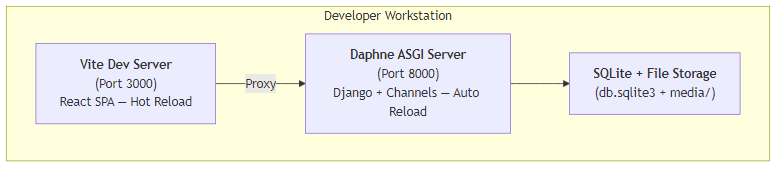 Developer Workstation
Vite Dev Server
(Port 3000)
React SPA — Hot Reload
Proxy
Daphne ASGI Server
(Port 8000)
Django + Channels — Auto
Reload
SQLite + File Storage
(db.sqlite3 + media/)